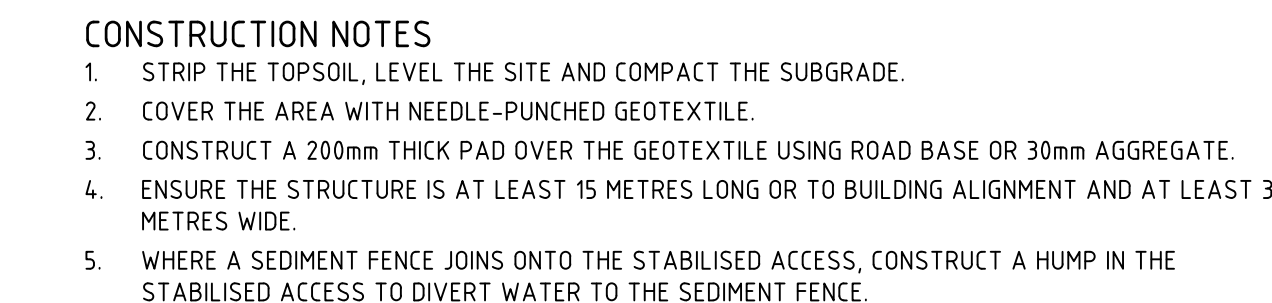 CONSTRUCTION NOTES
1. STRIP THE TOPSOIL, LEVEL THE SITE AND COMPACT THE SUBGRADE.
2. COVER THE AREA WITH NEEDLE-PUNCHED GEOTEXTILE.
3. CONSTRUCT A 200mm THICK PAD OVER THE GEOTEXTILE USING ROAD BASE OR 30mm AGGREGATE.
4. ENSURE THE STRUCTURE IS AT LEAST 15 METRES LONG OR TO BUILDING ALIGNMENT AND AT LEAST 3
METRES WIDE.
5. WHERE A SEDIMENT FENCE JOINS ONTO THE STABILISED ACCESS, CONSTRUCT A HUMP IN THE
STABILISED ACCESS TO DIVERT WATER TO THE SEDIMENT FENCE.